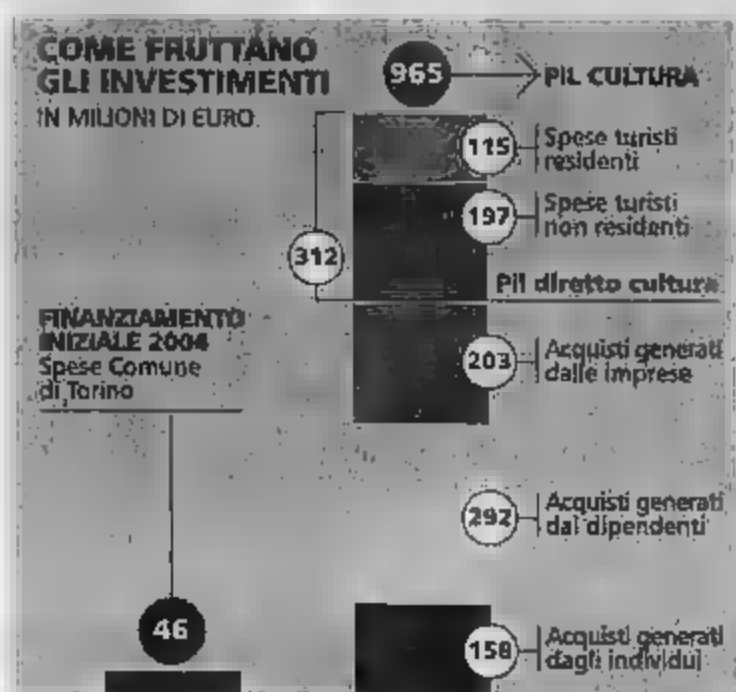 COME FRUTTANO
GLI INVESTIMENTI
IN MILIONI DI EURO
965
PIL CULTURA
115
Spese turisti
residenti
197
Spese turisti
non residenti
312
Pil diretto cultura
FINANZIAMENTO
INIZIALE 2004
Spese Comune
di Torino
203
Acquisti generati
dalle imprese
292
Acquisti generati
dai dipendenti
46
158
Acquisti generati
dagli individui